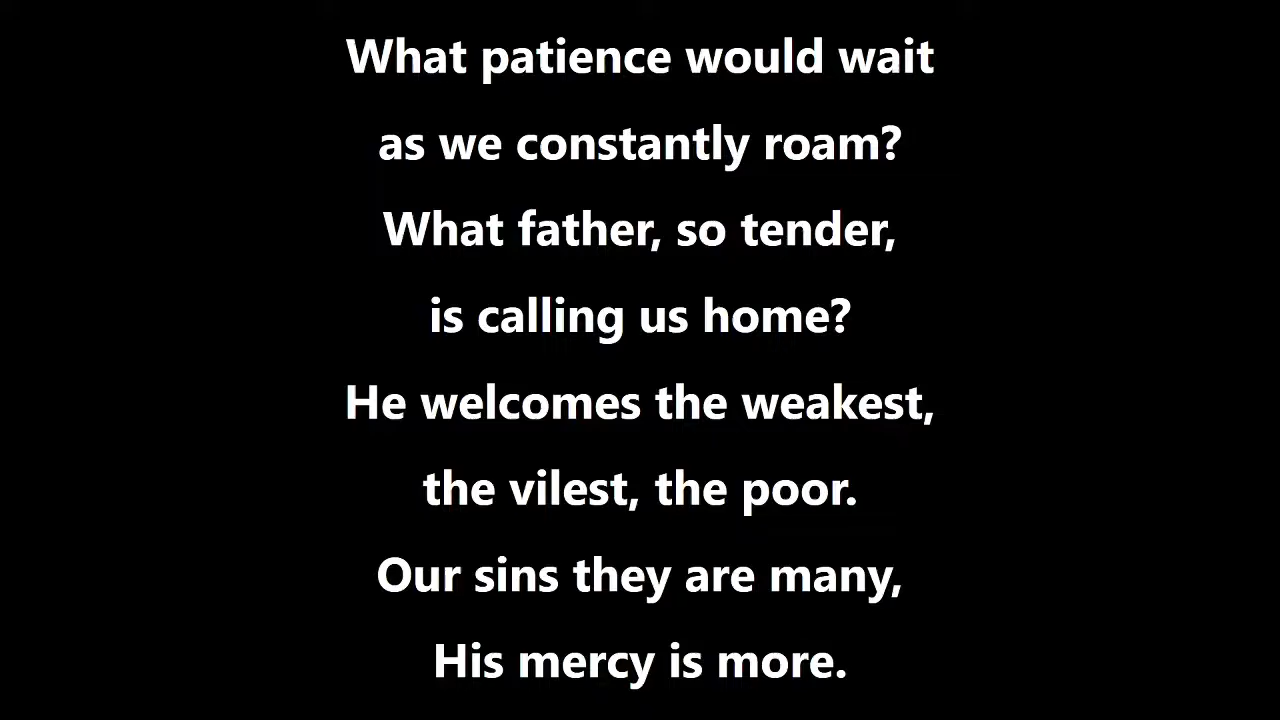 What patience would wait
as we constantly roam?
What father, so tender,
is calling us home?
He welcomes the weakest,
the vilest, the poor.
Our sins they are many,
His mercy is more.